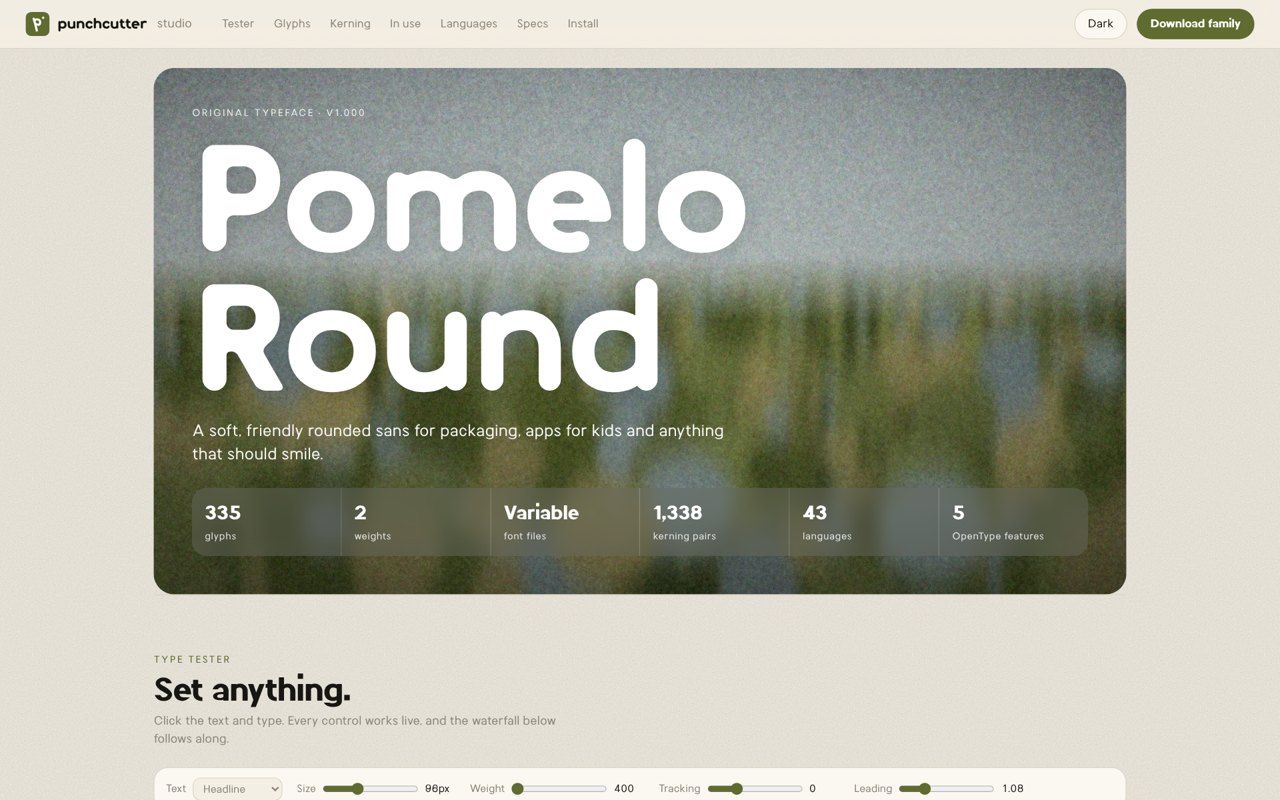 punchcutter studio Tester Glyphs Kerning In use Languages Specs Install Dark Download family
ORIGINAL TYPEFACE · V1.000
Pomelo
Round
A soft, friendly rounded sans for packaging, apps for kids and anything
that should smile.
335 2 Variable 1,338 43 5
glyphs weights font files kerning pairs languages OpenType features
TYPE TESTER
Set anything.
Click the text and type. Every control works live, and the waterfall below
follows along.
Text Headline Size 96px Weight 400 Tracking 0 Leading 1.08